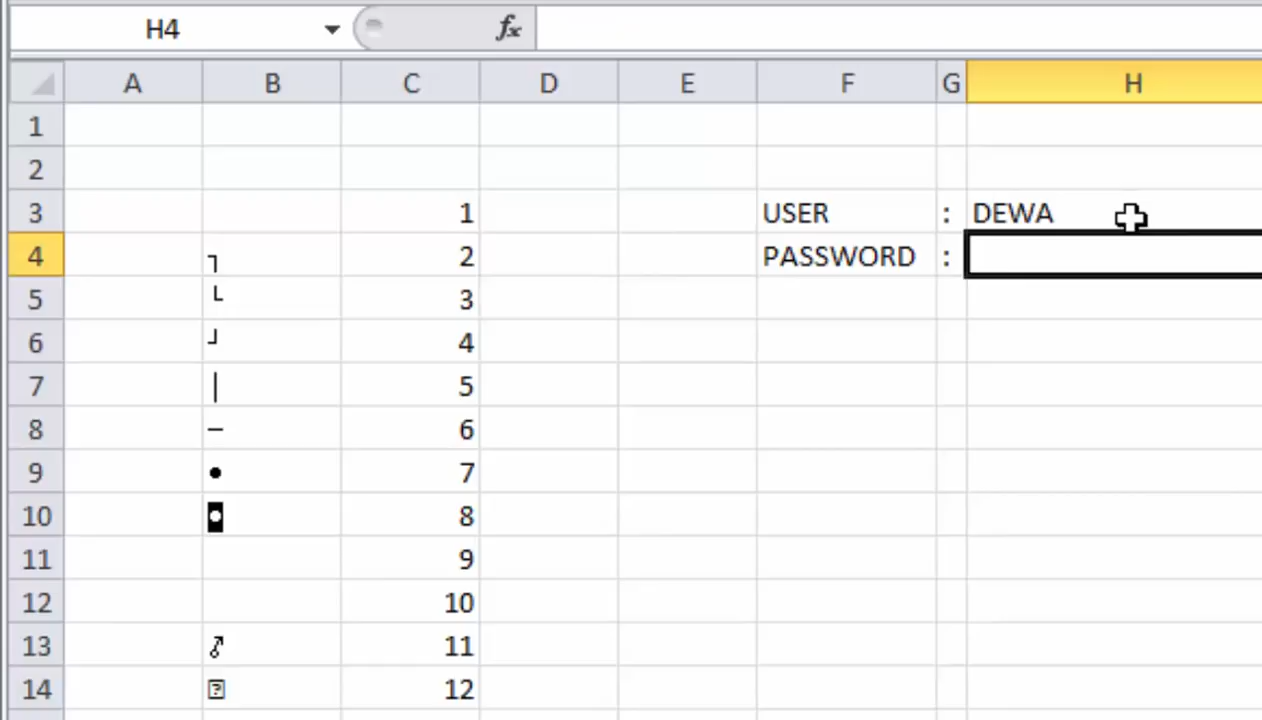 H4 fx
A B C D E F G H
1
2
3 1 USER : DEWA
4 ┐ 2 PASSWORD :
5 └ 3
6 ┘ 4
7 │ 5
8 ─ 6
9 • 7
10 ◘ 8
11 9
12 10
13 ♂ 11
14 12